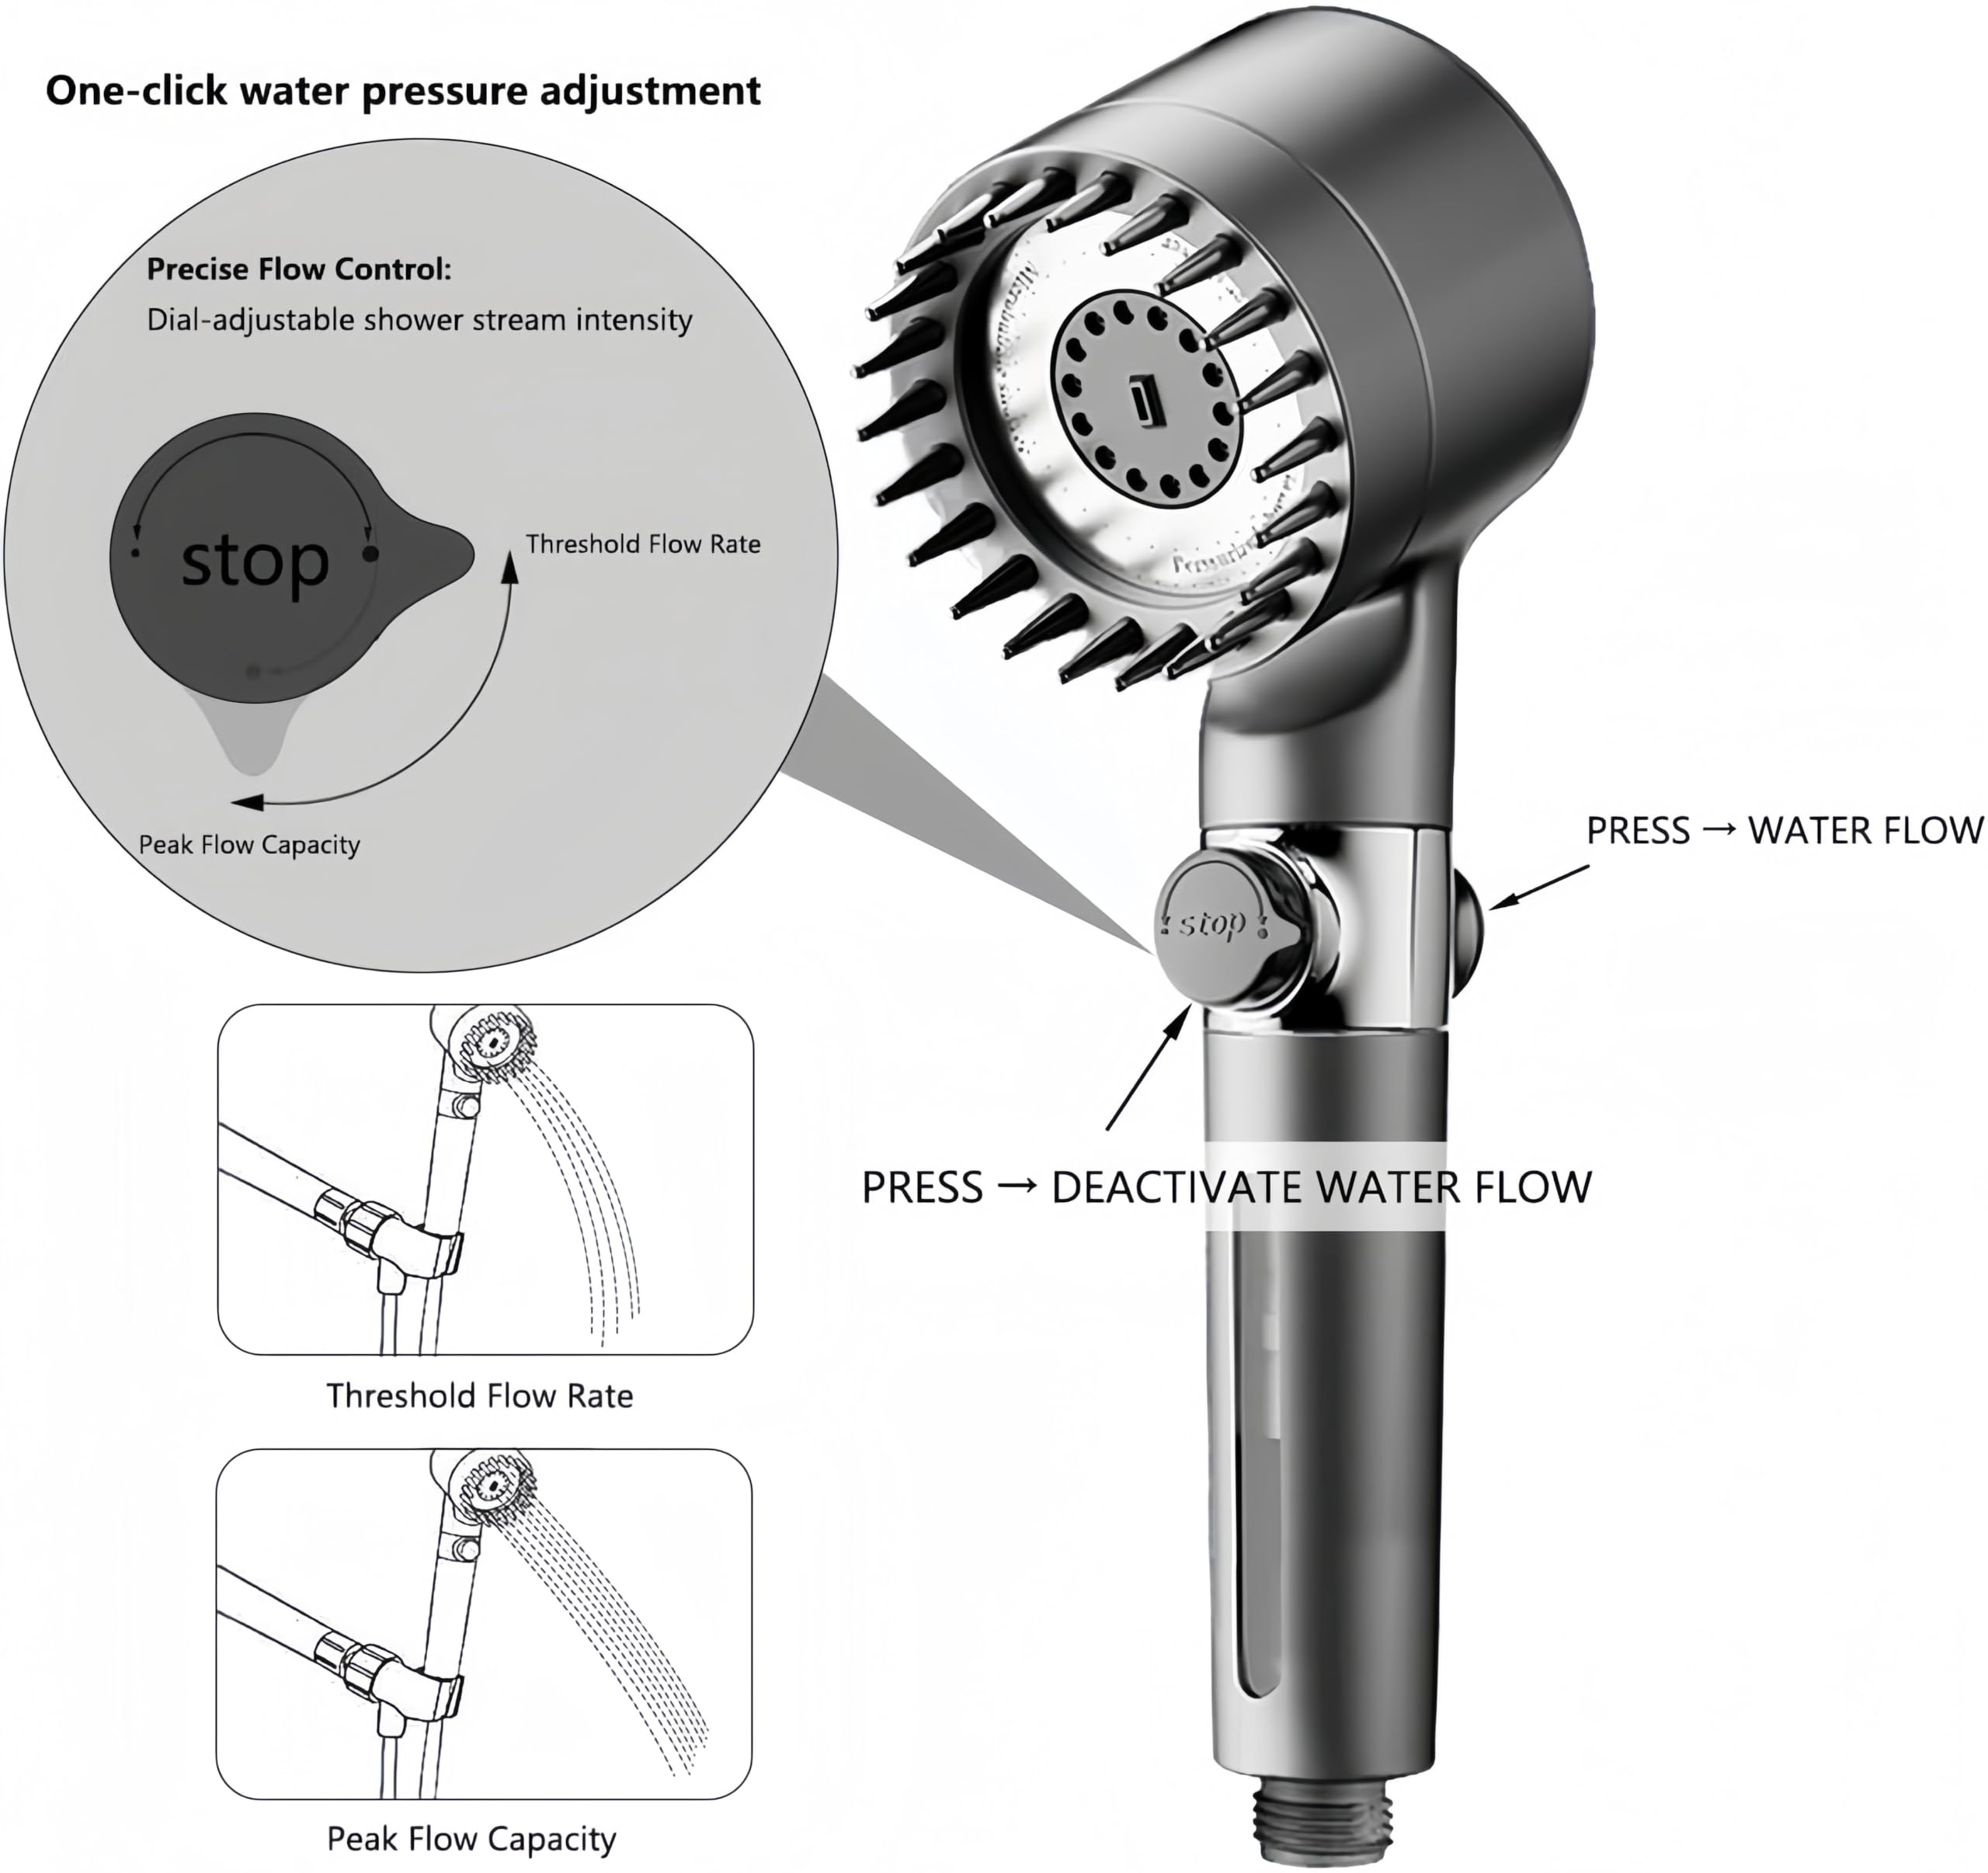 One-click water pressure adjustment
Precise Flow Control:
Dial-adjustable shower stream intensity
stop
Threshold Flow Rate
Peak Flow Capacity
PRESS → WATER FLOW
stop
PRESS → DEACTIVATE WATER FLOW
Threshold Flow Rate
Peak Flow Capacity